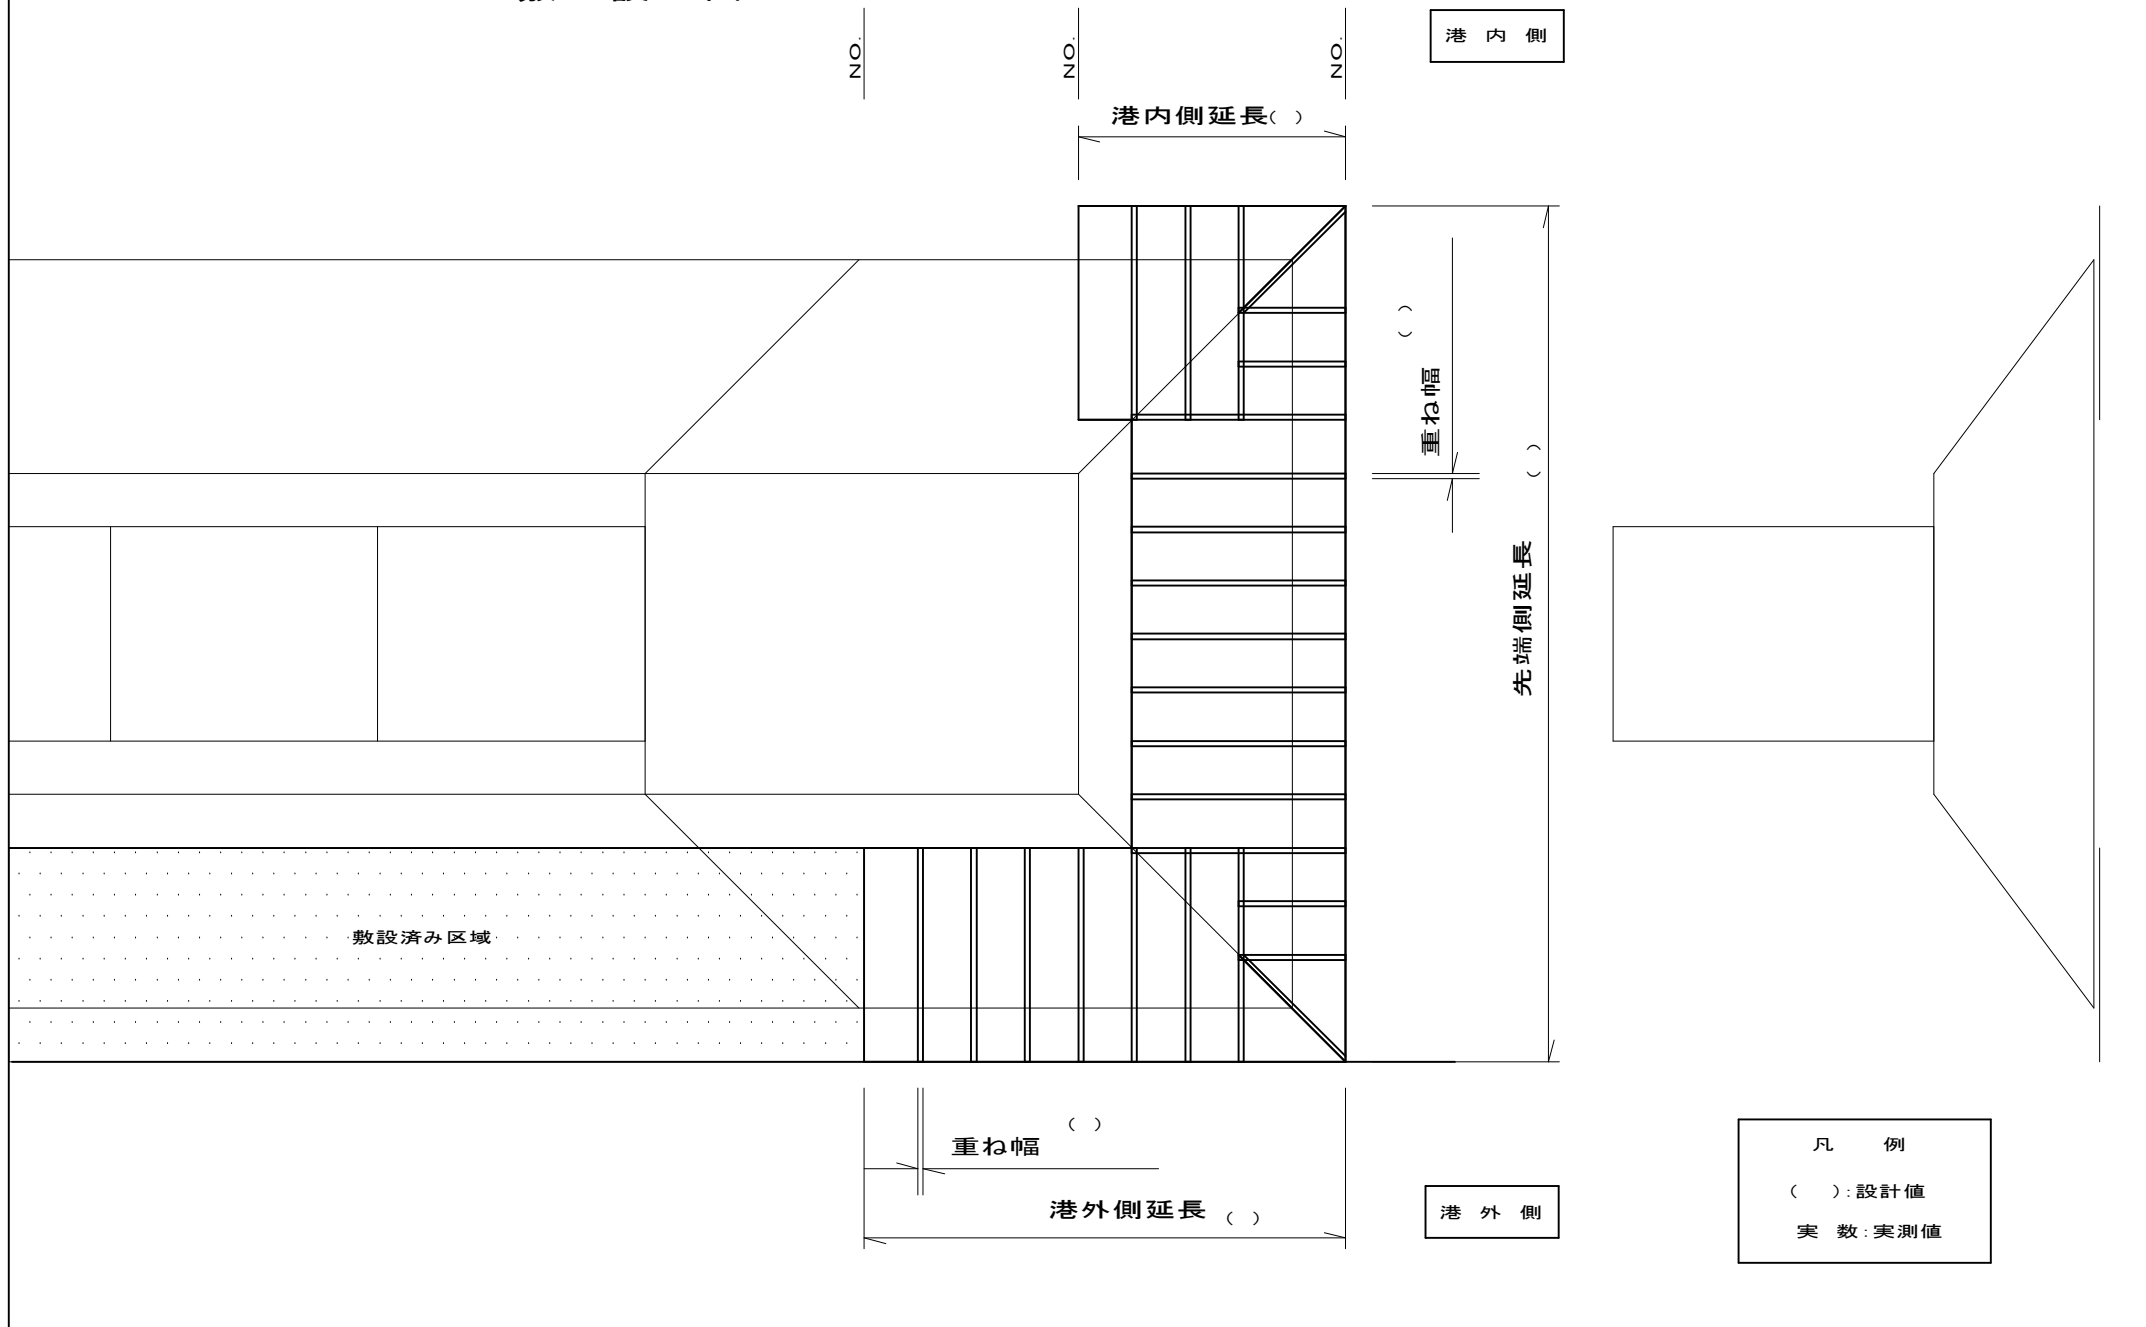 NO.
NO.
NO.
港 内 側
港内側延長( )
( )
重ね幅
( )
先端側延長
敷設済み区域
( )
重ね幅
港外側延長 ( )
港 外 側
凡 例
( ):設計値
実 数:実測値